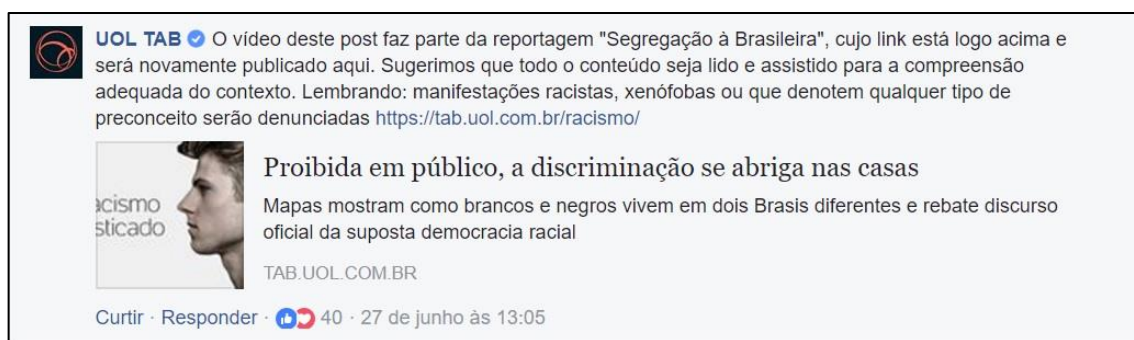 UOL TAB O vídeo deste post faz parte da reportagem "Segregação à Brasileira", cujo link está logo acima e
será novamente publicado aqui. Sugerimos que todo o conteúdo seja lido e assistido para a compreensão
adequada do contexto. Lembrando: manifestações racistas, xenófobas ou que denotem qualquer tipo de
preconceito serão denunciadas https://tab.uol.com.br/racismo/
acismo
sticado
Proibida em público, a discriminação se abriga nas casas
Mapas mostram como brancos e negros vivem em dois Brasis diferentes e rebate discurso
oficial da suposta democracia racial
TAB.UOL.COM.BR
Curtir · Responder · 40 · 27 de junho às 13:05